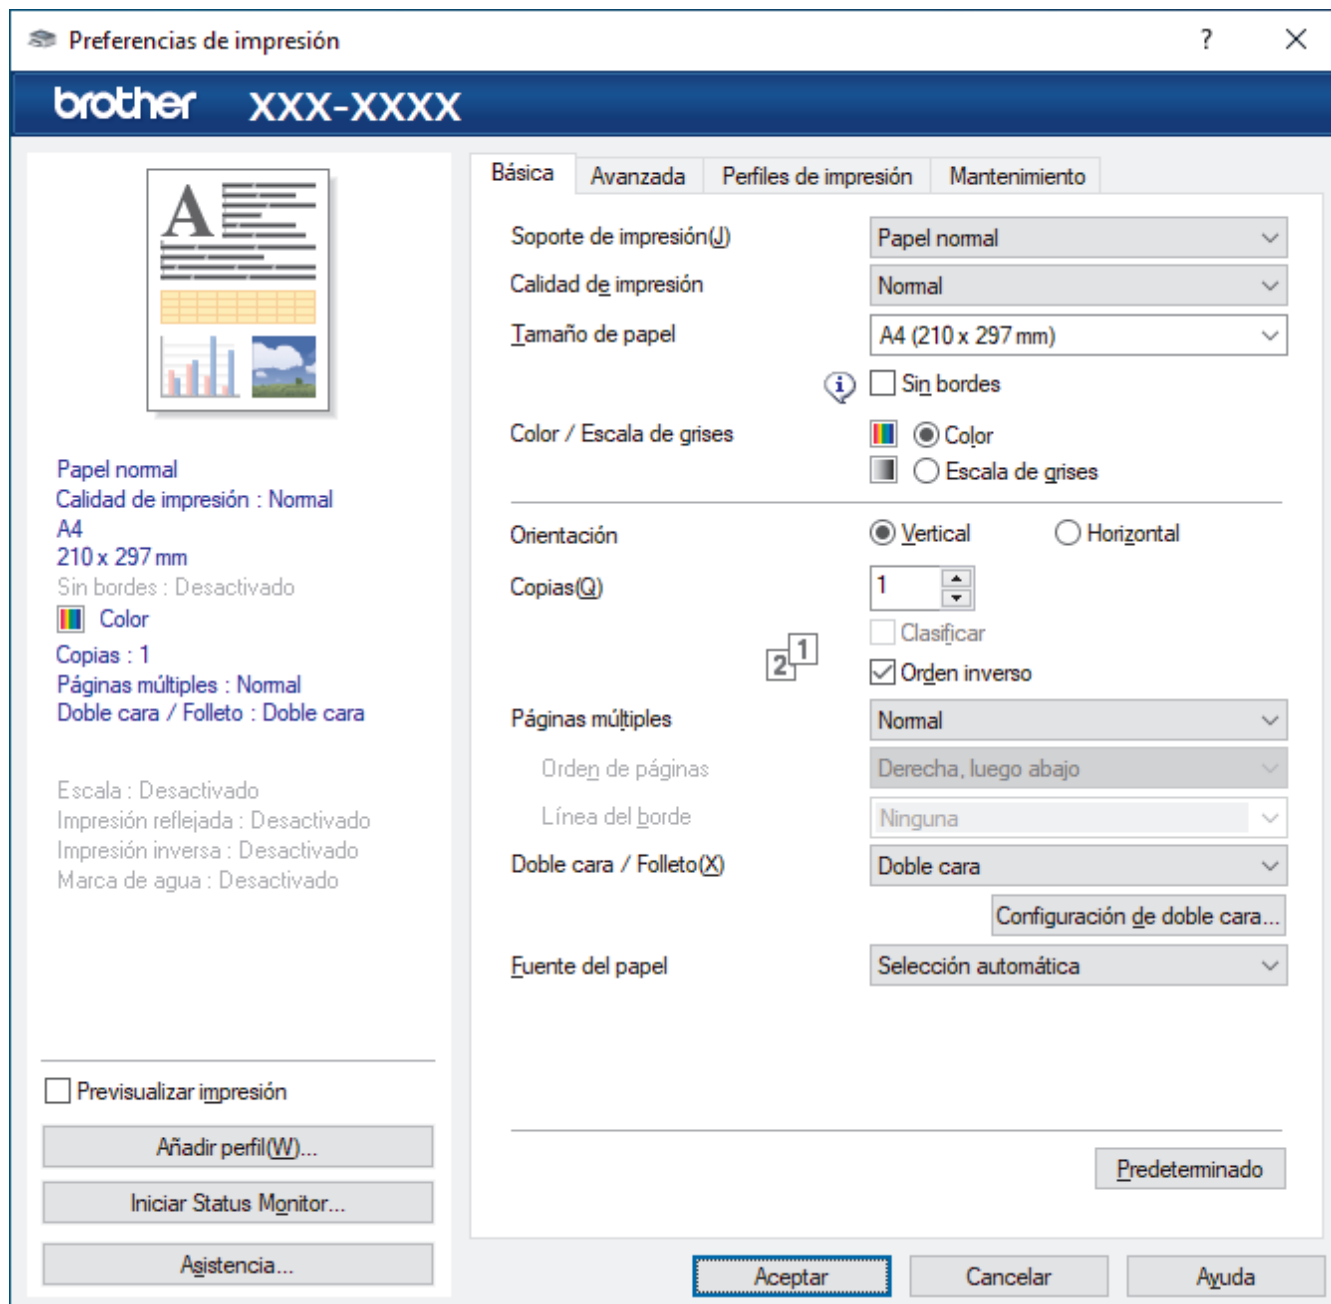 Preferencias de impresión
?
brother XXX-XXXX
A
Papel normal
Calidad de impresión : Normal
A4
210 x 297 mm
Sin bordes : Desactivado
Color
Copias : 1
Páginas múltiples : Normal
Doble cara / Folleto : Doble cara
Escala : Desactivado
Impresión reflejada : Desactivado
Impresión inversa : Desactivado
Marca de agua : Desactivado
Previsualizar impresión
Añadir perfil(W)...
Iniciar Status Monitor...
Asistencia...
Básica Avanzada Perfiles de impresión Mantenimiento
Soporte de impresión(J) Papel normal
Calidad de impresión Normal
Tamaño de papel A4 (210 x 297 mm)
Sin bordes
Color / Escala de grises Color
Escala de grises
Orientación Vertical Horizontal
Copias(Q) 1
Clasificar
2 1
Orden inverso
Páginas múltiples Normal
Orden de páginas Derecha, luego abajo
Línea del borde Ninguna
Doble cara / Folleto(X) Doble cara
Configuración de doble cara...
Fuente del papel Selección automática
Predeterminado
Aceptar Cancelar Ayuda